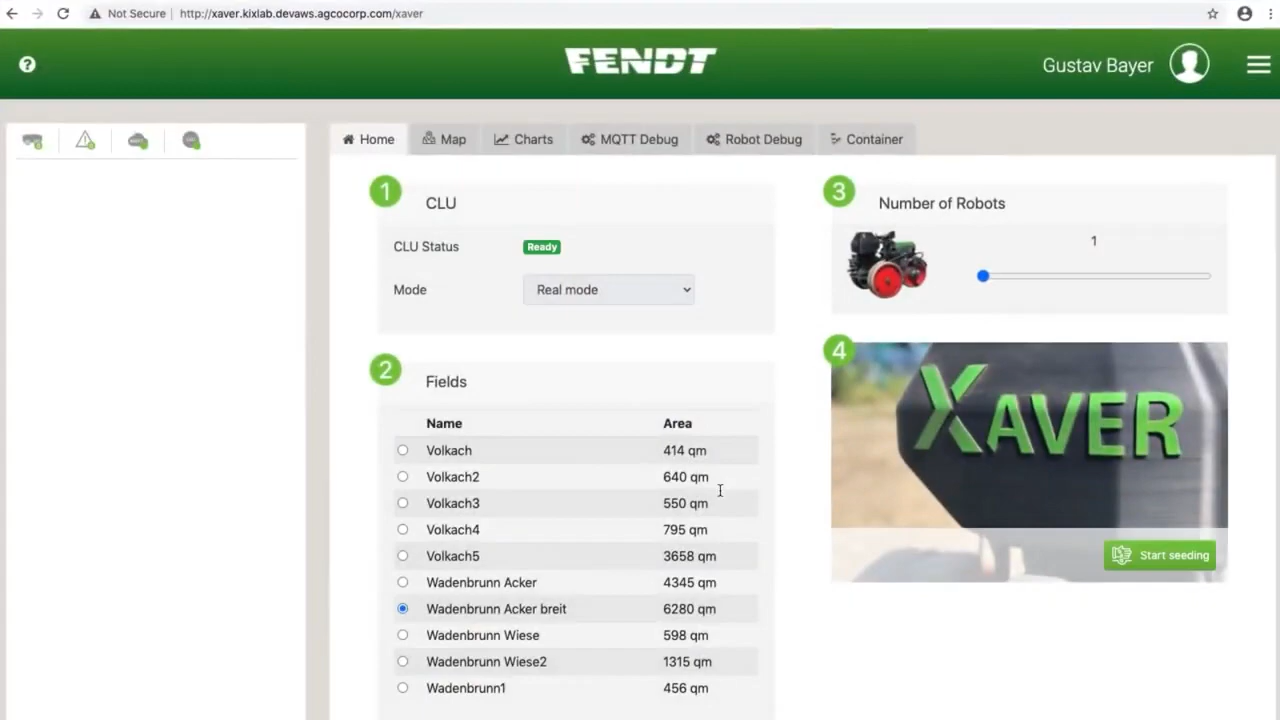 Not Secure
http://xaver.kixlab.devaws.agcocorp.com/xaver
?
FENDT
Gustav Bayer
Home
Map
Charts
MQTT Debug
Robot Debug
Container
1
CLU
CLU Status
Ready
Mode
Real mode
2
Fields
Name Area
Volkach 414 qm
Volkach2 640 qm
Volkach3 550 qm
Volkach4 795 qm
Volkach5 3658 qm
Wadenbrunn Acker 4345 qm
Wadenbrunn Acker breit 6280 qm
Wadenbrunn Wiese 598 qm
Wadenbrunn Wiese2 1315 qm
Wadenbrunn1 456 qm
3
Number of Robots
1
4
XAVER
Start seeding